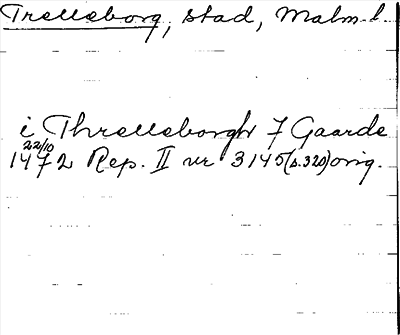 Trelleborg, stad, Malm. l.
i Threlleborgh 7 Gaarde
22/10
1472 Rep. II nr 3145 (s. 320) orig.